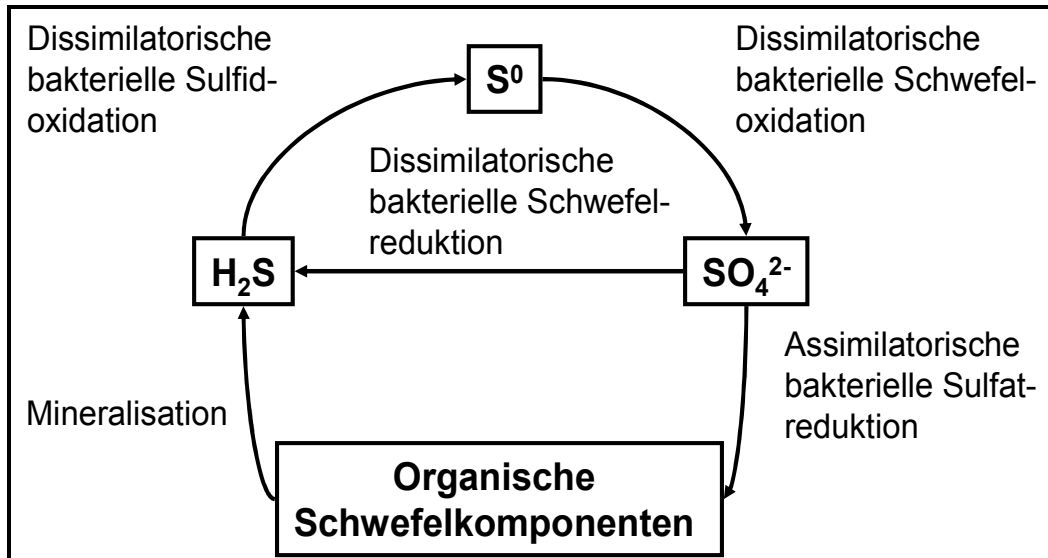 Dissimilatorische
bakterielle Sulfid-
oxidation
S⁰
Dissimilatorische
bakterielle Schwefel-
oxidation
Dissimilatorische
bakterielle Schwefel-
reduktion
H₂S
SO₄²⁻
Assimilatorische
bakterielle Sulfat-
reduktion
Mineralisation
Organische
Schwefelkomponenten